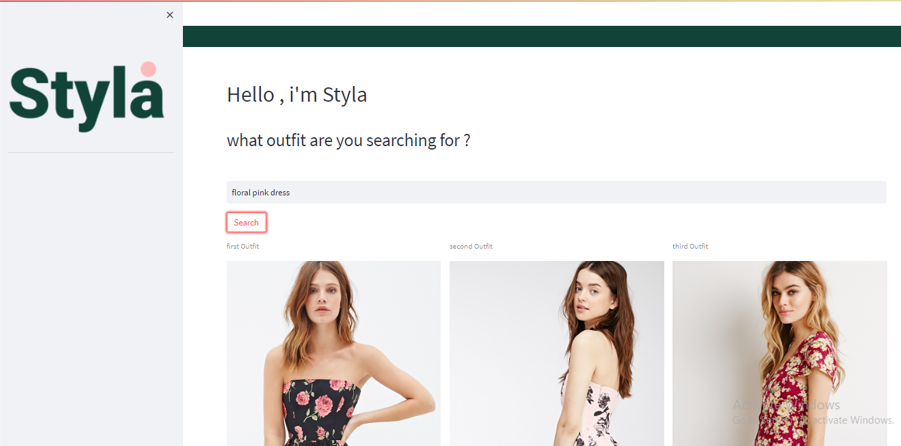 ×
Styla
Hello , i'm Styla
what outfit are you searching for ?
floral pink dress
Search
first Outfit
second Outfit
third Outfit
Activate Windows
Go to Settings to activate Windows.